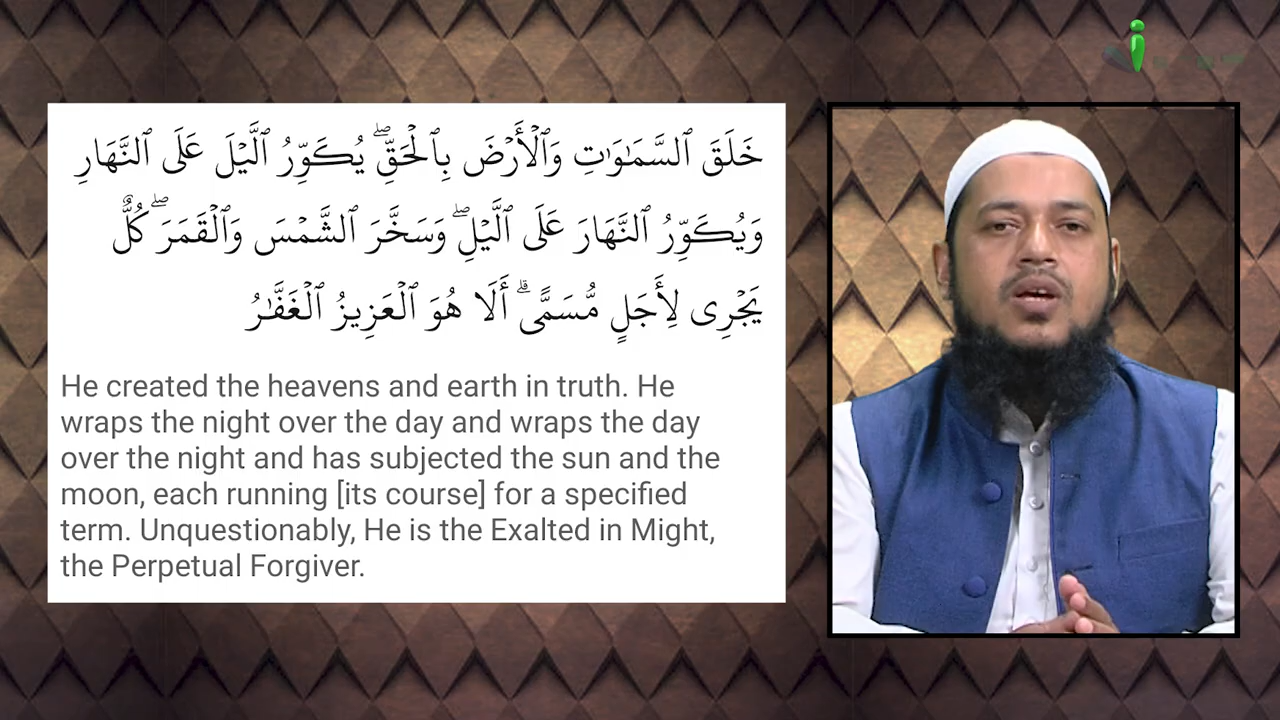 خَلَقَ ٱلسَّمَـٰوَٰتِ وَٱلْأَرْضَ بِٱلْحَقِّ ۖ يُكَوِّرُ ٱلَّيْلَ عَلَى ٱلنَّهَارِ
وَيُكَوِّرُ ٱلنَّهَارَ عَلَى ٱلَّيْلِ ۖ وَسَخَّرَ ٱلشَّمْسَ وَٱلْقَمَرَ ۖ كُلٌّ
يَجْرِى لِأَجَلٍ مُّسَمًّى ۗ أَلَا هُوَ ٱلْعَزِيزُ ٱلْغَفَّـٰرُ
He created the heavens and earth in truth. He
wraps the night over the day and wraps the day
over the night and has subjected the sun and the
moon, each running [its course] for a specified
term. Unquestionably, He is the Exalted in Might,
the Perpetual Forgiver.